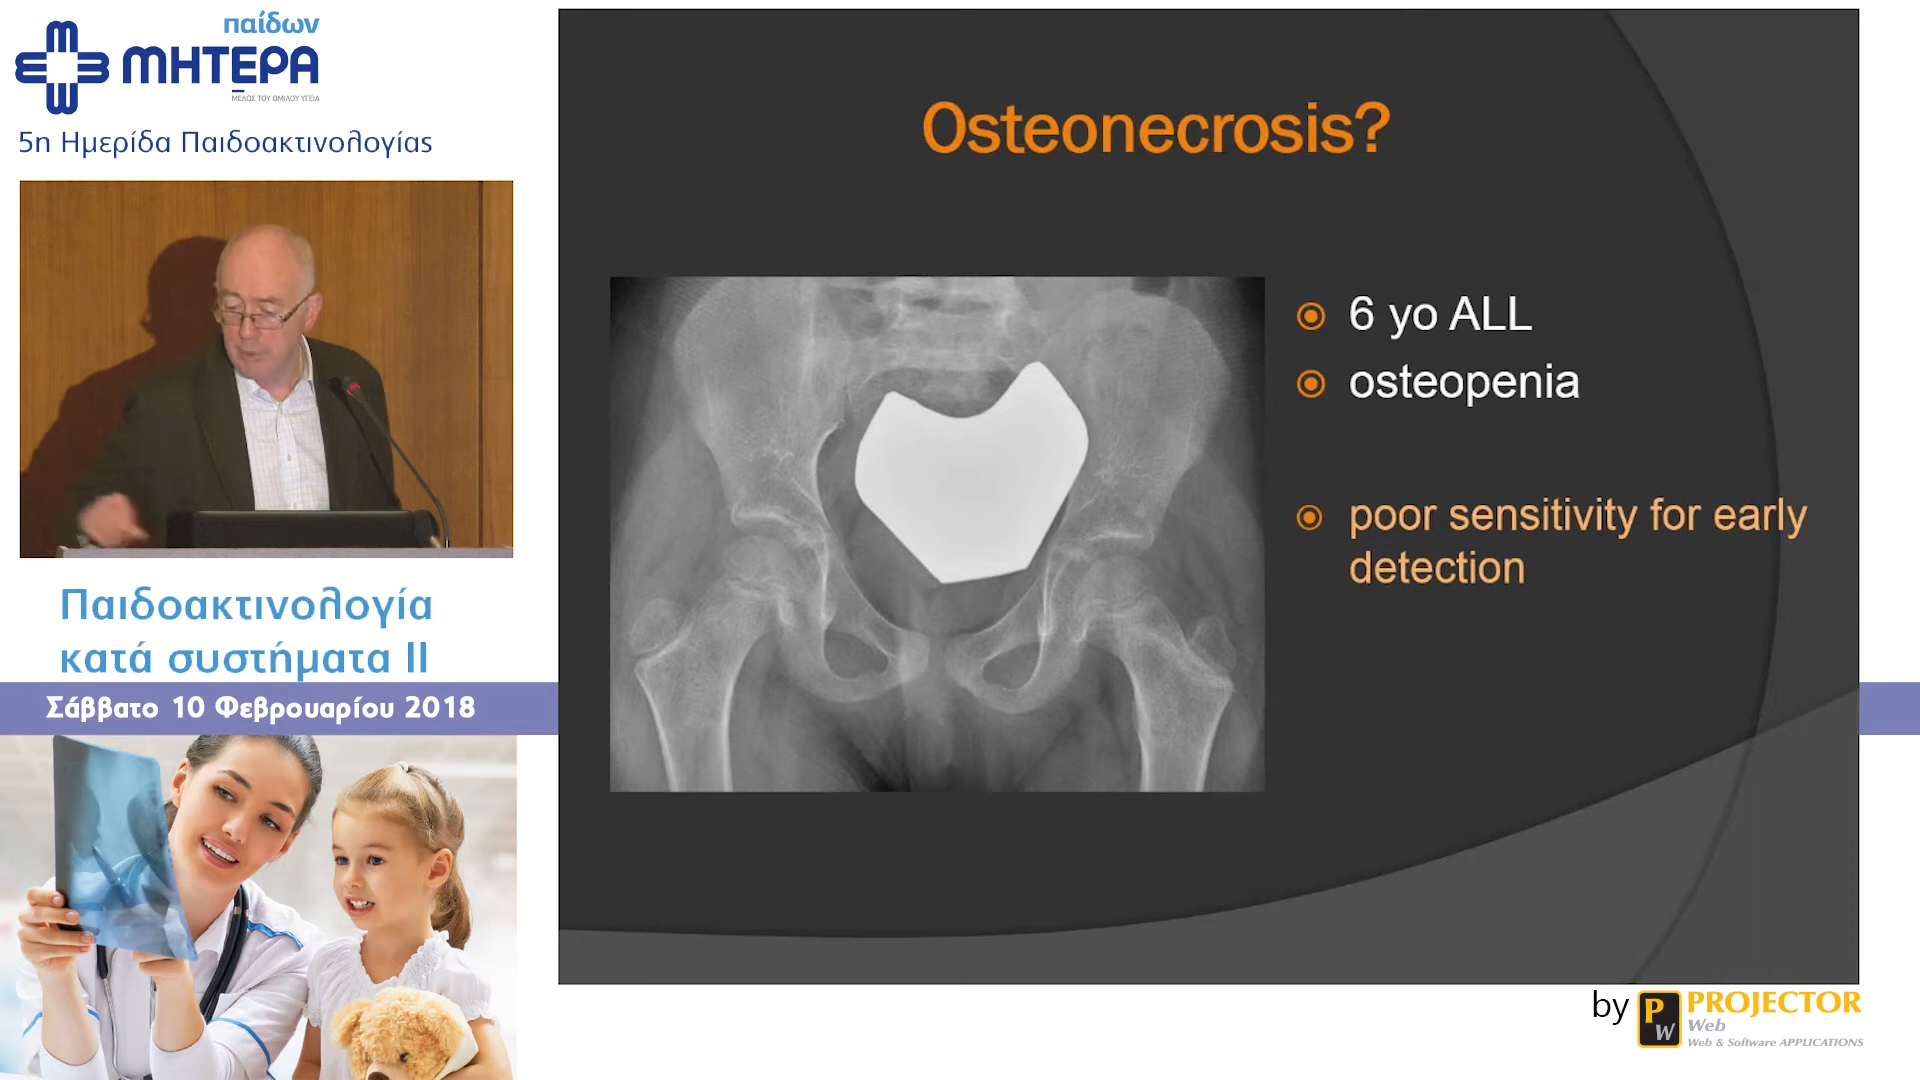 παίδων
ΜΗΤΕΡΑ
ΜΕΛΟΣ ΤΟΥ ΟΜΙΛΟΥ ΥΓΕΙΑ
5η Ημερίδα Παιδοακτινολογίας
Παιδοακτινολογία
κατά συστήματα ΙΙ
Σάββατο 10 Φεβρουαρίου 2018
Osteonecrosis?
6 yo ALL
osteopenia
poor sensitivity for early
detection
by PW PROJECTOR
Web
Web & Software APPLICATIONS